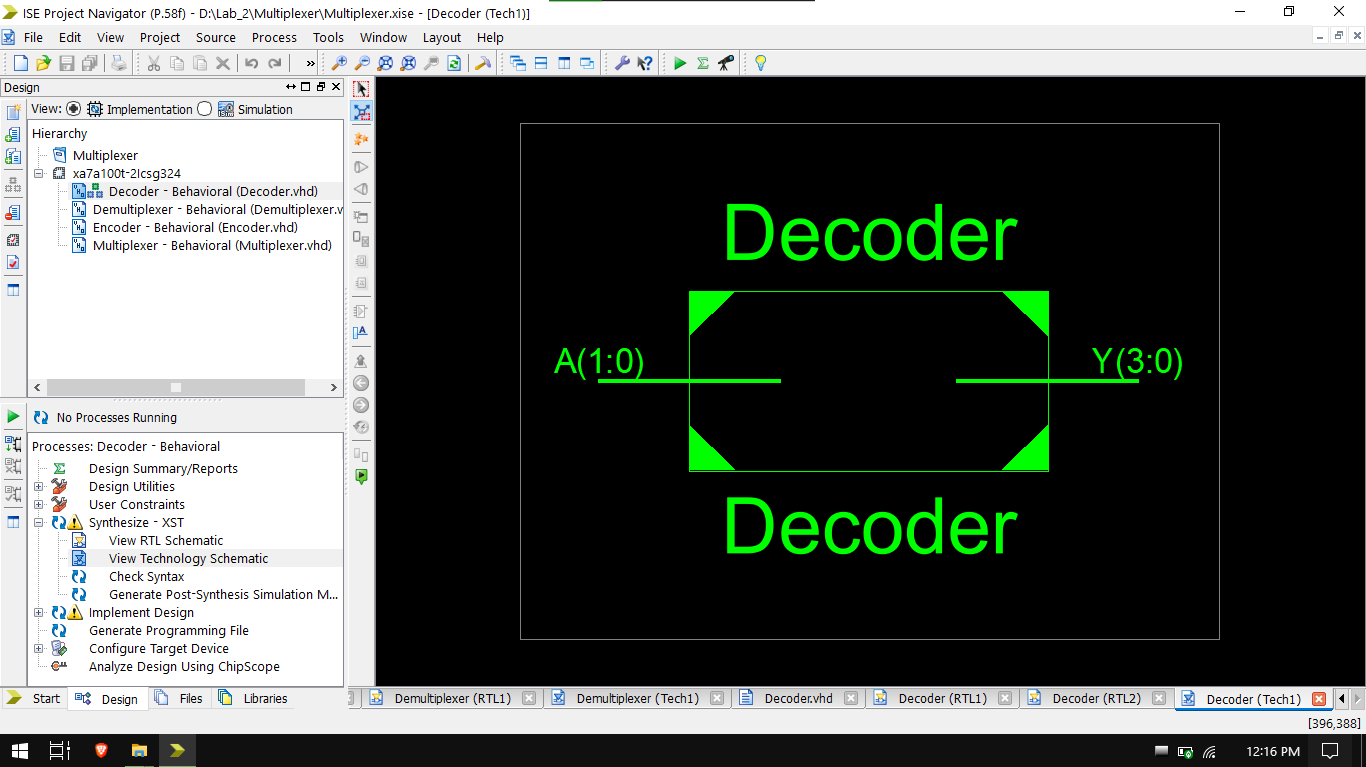 ISE Project Navigator (P.58f) - D:\Lab_2\Multiplexer\Multiplexer.xise - [Decoder (Tech1)]
File Edit View Project Source Process Tools Window Layout Help
»
Design
View: Implementation Simulation
Hierarchy
Multiplexer
xa7a100t-2Icsg324
Decoder - Behavioral (Decoder.vhd)
Demultiplexer - Behavioral (Demultiplexer.v
Encoder - Behavioral (Encoder.vhd)
Multiplexer - Behavioral (Multiplexer.vhd)
No Processes Running
Processes: Decoder - Behavioral
Design Summary/Reports
Design Utilities
User Constraints
Synthesize - XST
View RTL Schematic
View Technology Schematic
Check Syntax
Generate Post-Synthesis Simulation M...
Implement Design
Generate Programming File
Configure Target Device
Analyze Design Using ChipScope
Start Design Files Libraries
Decoder
A(1:0) Y(3:0)
Decoder
Demultiplexer (RTL1) Demultiplexer (Tech1) Decoder.vhd Decoder (RTL1) Decoder (RTL2) Decoder (Tech1)
[396,388]
12:16 PM